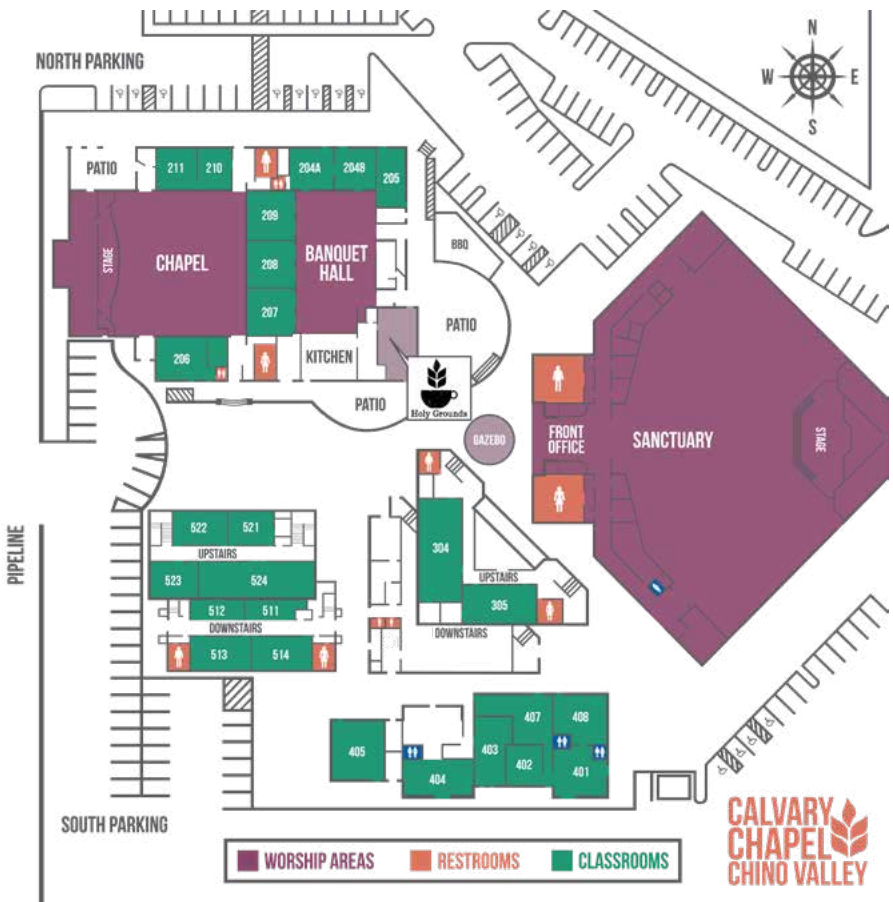 N
W E
S
NORTH PARKING
PATIO
211
210
204A
204B
205
209
208
207
STAGE
CHAPEL
BANQUET
HALL
BBQ
PATIO
206
KITCHEN
PATIO
Holy Grounds
GAZEBO
FRONT
OFFICE
SANCTUARY
STAGE
PIPELINE
522
521
UPSTAIRS
523
524
512
511
DOWNSTAIRS
513
514
304
UPSTAIRS
305
DOWNSTAIRS
405
404
403
407
402
408
401
SOUTH PARKING
WORSHIP AREAS
RESTROOMS
CLASSROOMS
CALVARY
CHAPEL
CHINO VALLEY